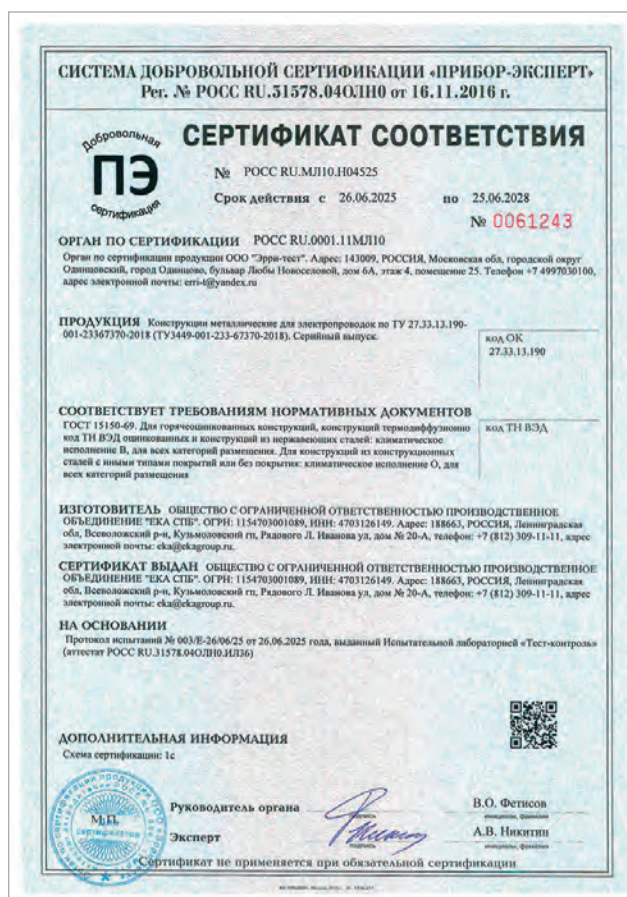 СИСТЕМА ДОБРОВОЛЬНОЙ СЕРТИФИКАЦИИ «ПРИБОР-ЭКСПЕРТ»
Рег. № РОСС RU.31578.04ОЛН0 от 16.11.2016 г.
Добровольная
ПЭ
сертификация
СЕРТИФИКАТ СООТВЕТСТВИЯ
№ РОСС RU.МЛ10.Н04525
Срок действия с 26.06.2025 по 25.06.2028
№ 0061243
ОРГАН ПО СЕРТИФИКАЦИИ РОСС RU.0001.11МЛ10
Орган по сертификации продукции ООО "Эрри-тест". Адрес: 143009, РОССИЯ, Московская обл, городской округ
Одинцовский, город Одинцово, бульвар Любы Новоселовой, дом 6А, этаж 4, помещение 25. Телефон +7 4997030100,
адрес электронной почты: erri-t@yandex.ru
ПРОДУКЦИЯ Конструкции металлические для электропроводок по ТУ 27.33.13.190-
001-23367370-2018 (ТУ3449-001-233-67370-2018). Серийный выпуск.
код ОК
27.33.13.190
СООТВЕТСТВУЕТ ТРЕБОВАНИЯМ НОРМАТИВНЫХ ДОКУМЕНТОВ
ГОСТ 15150-69. Для горячеоцинкованных конструкций, конструкций термодиффузионно
код ТН ВЭД оцинкованных и конструкций из нержавеющих сталей: климатическое
исполнение В, для всех категорий размещения. Для конструкций из конструкционных
сталей с иными типами покрытий или без покрытия: климатическое исполнение О, для
всех категорий размещения
код ТН ВЭД
ИЗГОТОВИТЕЛЬ ОБЩЕСТВО С ОГРАНИЧЕННОЙ ОТВЕТСТВЕННОСТЬЮ ПРОИЗВОДСТВЕННОЕ
ОБЪЕДИНЕНИЕ "ЕКА СПБ". ОГРН: 1154703001089, ИНН: 4703126149. Адрес: 188663, РОССИЯ, Ленинградская
обл, Всеволожский р-н, Кузьмоловский гп, Рядового Л. Иванова ул, дом № 20-А, телефон: +7 (812) 309-11-11, адрес
электронной почты: eka@ekagroup.ru.
СЕРТИФИКАТ ВЫДАН ОБЩЕСТВО С ОГРАНИЧЕННОЙ ОТВЕТСТВЕННОСТЬЮ ПРОИЗВОДСТВЕННОЕ
ОБЪЕДИНЕНИЕ "ЕКА СПБ". ОГРН: 1154703001089, ИНН: 4703126149. Адрес: 188663, РОССИЯ, Ленинградская
обл, Всеволожский р-н, Кузьмоловский гп, Рядового Л. Иванова ул, дом № 20-А, телефон: +7 (812) 309-11-11, адрес
электронной почты: eka@ekagroup.ru.
НА ОСНОВАНИИ
Протокол испытаний № 003/Е-26/06/25 от 26.06.2025 года, выданный Испытательной лабораторией «Тест-контроль»
(аттестат РОСС RU.31578.04ОЛН0.ИЛ36)
ДОПОЛНИТЕЛЬНАЯ ИНФОРМАЦИЯ
Схема сертификации: 1с
М.П.
Руководитель органа
подпись
В.О. Фетисов
инициалы, фамилия
Эксперт
подпись
А.В. Никитин
инициалы, фамилия
Сертификат не применяется при обязательной сертификации